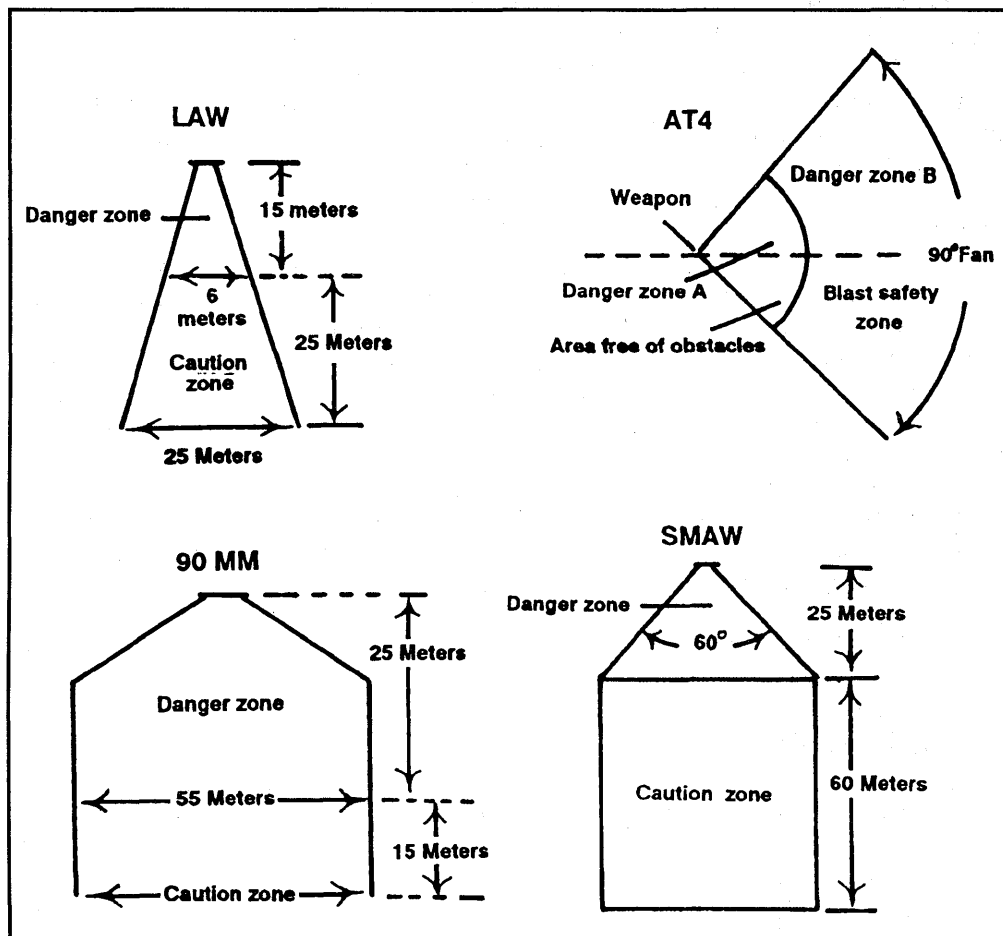 LAW
Danger zone
15 meters
6
meters
Caution
zone
25 Meters
25 Meters
AT4
Weapon
Danger zone B
90° Fan
Danger zone A
Blast safety
zone
Area free of obstacles
90 MM
25 Meters
Danger zone
55 Meters
15 Meters
Caution zone
SMAW
Danger zone
60°
25 Meters
Caution zone
60 Meters